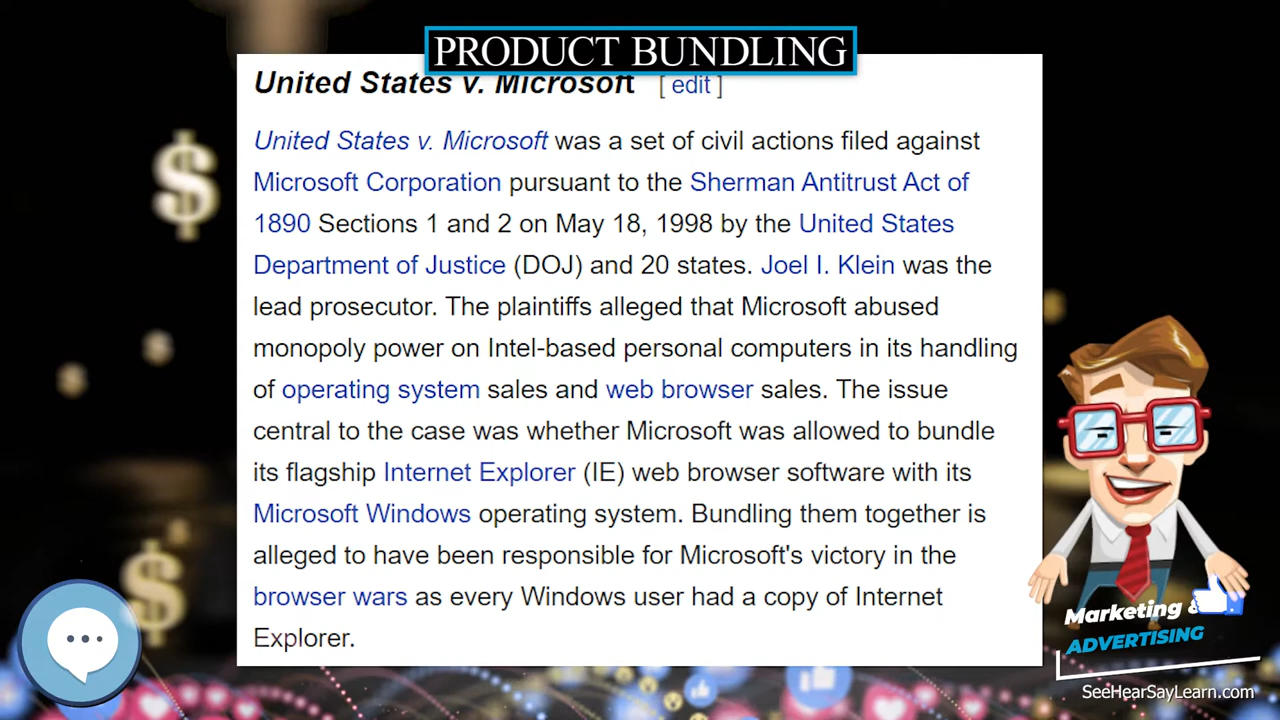 PRODUCT BUNDLING
United States v. Microsoft [ edit ]
United States v. Microsoft was a set of civil actions filed against
Microsoft Corporation pursuant to the Sherman Antitrust Act of
1890 Sections 1 and 2 on May 18, 1998 by the United States
Department of Justice (DOJ) and 20 states. Joel I. Klein was the
lead prosecutor. The plaintiffs alleged that Microsoft abused
monopoly power on Intel-based personal computers in its handling
of operating system sales and web browser sales. The issue
central to the case was whether Microsoft was allowed to bundle
its flagship Internet Explorer (IE) web browser software with its
Microsoft Windows operating system. Bundling them together is
alleged to have been responsible for Microsoft's victory in the
browser wars as every Windows user had a copy of Internet
Explorer.
Marketing &
ADVERTISING
SeeHearSayLearn.com